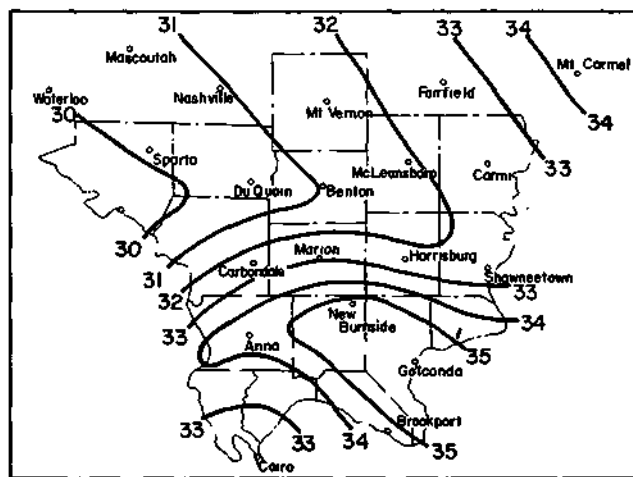 31
32
33
34
Mascoutah
Mt Carmel
Waterloo
Nashville
Fairfield
30
Mt Vernon
34
Sparta
McLeansboro
Carmi
33
DuQuoin
Benton
30
31
Carbondale
Marion
Harrisburg
Shawneetown
32
33
33
New
Burnside
34
Anna
35
Golconda
33
33
34
Brookport
35
Cairo